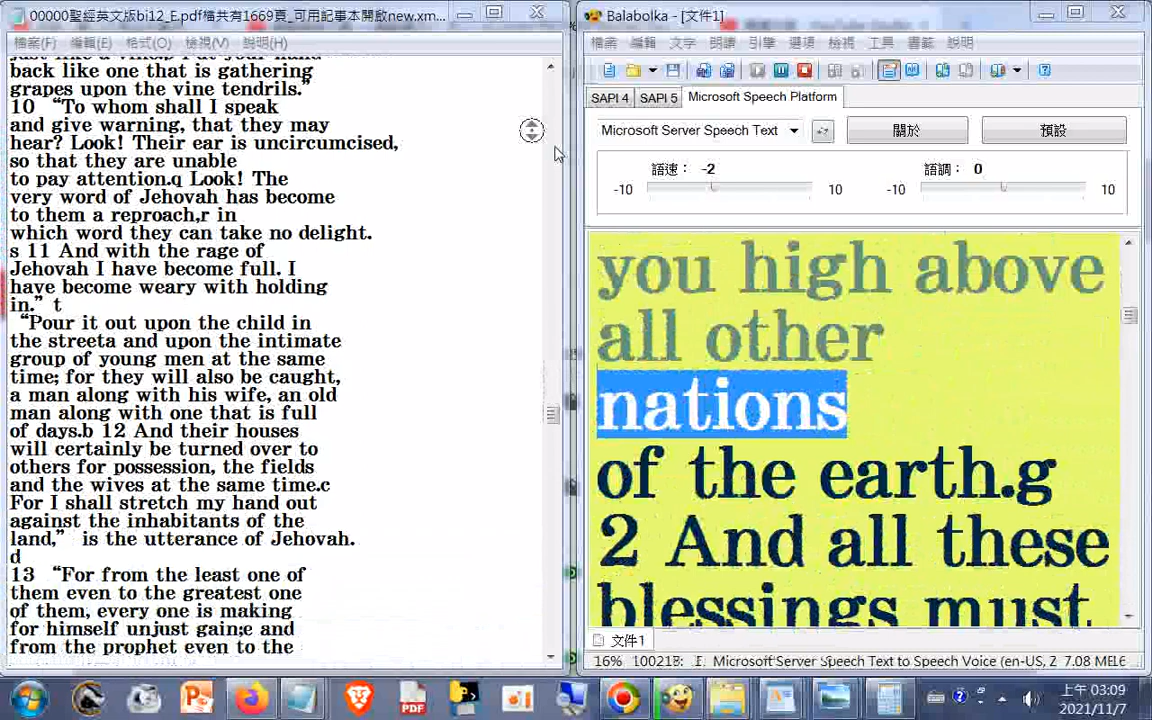 00000聖經英文版bi12_E.pdf檔共有1669頁_可用記事本開啟new.xm...
檔案(F) 編輯(E) 格式(O) 檢視(V) 說明(H)
back like one that is gathering
grapes upon the vine tendrils.”
10 “To whom shall I speak
and give warning, that they may
hear? Look! Their ear is uncircumcised,
so that they are unable
to pay attention.q Look! The
very word of Jehovah has become
to them a reproach,r in
which word they can take no delight.
s 11 And with the rage of
Jehovah I have become full. I
have become weary with holding
in.” t
“Pour it out upon the child in
the streeta and upon the intimate
group of young men at the same
time; for they will also be caught,
a man along with his wife, an old
man along with one that is full
of days.b 12 And their houses
will certainly be turned over to
others for possession, the fields
and the wives at the same time.c
For I shall stretch my hand out
against the inhabitants of the
land,” is the utterance of Jehovah.
d
13 “For from the least one of
them even to the greatest one
of them, every one is making
for himself unjust gain;e and
from the prophet even to the
Balabolka - [文件1]
檔案 編輯 文字 朗讀 引擎 選項 檢視 工具 書籤 說明
SAPI 4 SAPI 5 Microsoft Speech Platform
Microsoft Server Speech Text 關於 預設
語速： -2 語調： 0
-10 10 -10 10
you high above
all other
nations
of the earth.g
2 And all these
blessings must
文件1
16% Microsoft Server Speech Text to Speech Voice (en-US, 7.08
PDF
上午 03:09
2021/11/7